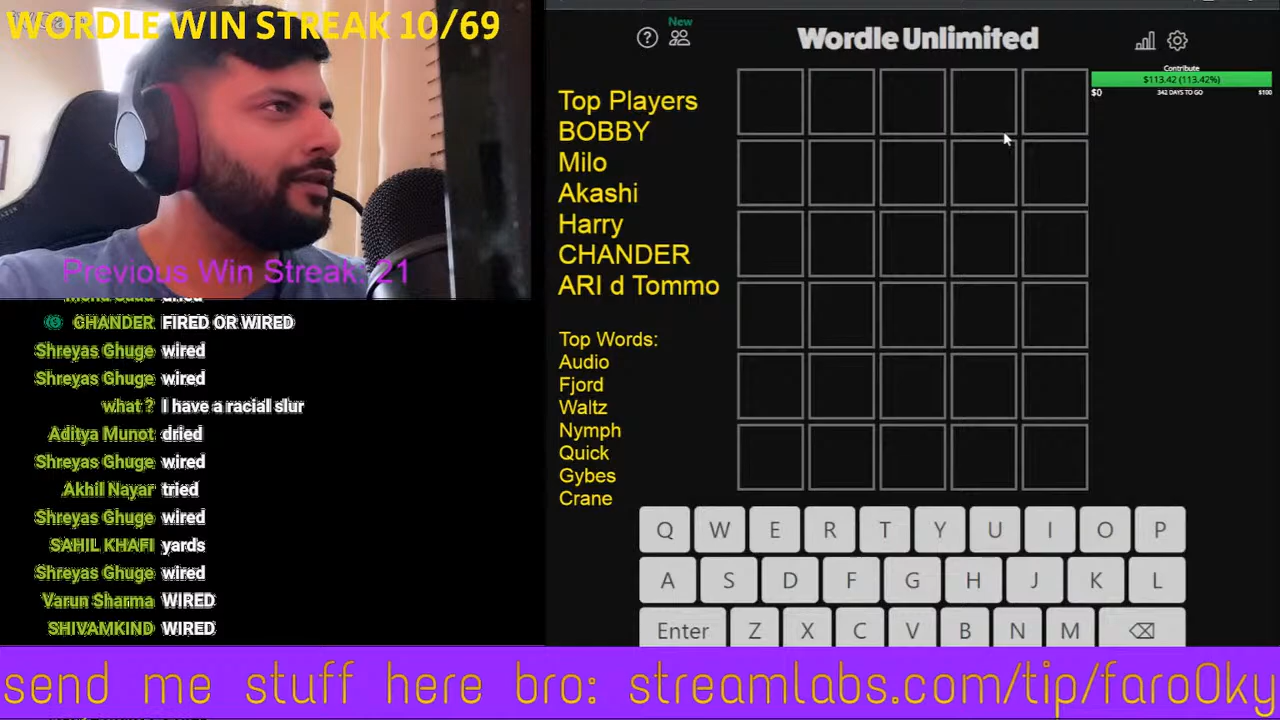 WORDLE WIN STREAK 10/69
Previous Win Streak: 21
CHANDER FIRED OR WIRED
Shreyas Ghuge wired
Shreyas Ghuge wired
what ? I have a racial slur
Aditya Munot dried
Shreyas Ghuge wired
Akhil Nayar tried
Shreyas Ghuge wired
SAHIL KHAFI yards
Shreyas Ghuge wired
Varun Sharma WIRED
SHIVAMKIND WIRED
New
Wordle Unlimited
Contribute
$113.42 (113.42%)
$0 342 DAYS TO GO $100
Top Players
BOBBY
Milo
Akashi
Harry
CHANDER
ARI d Tommo
Top Words:
Audio
Fjord
Waltz
Nymph
Quick
Gybes
Crane
Q W E R T Y U I O P
A S D F G H J K L
Enter Z X C V B N M
send me stuff here bro: streamlabs.com/tip/faro0ky